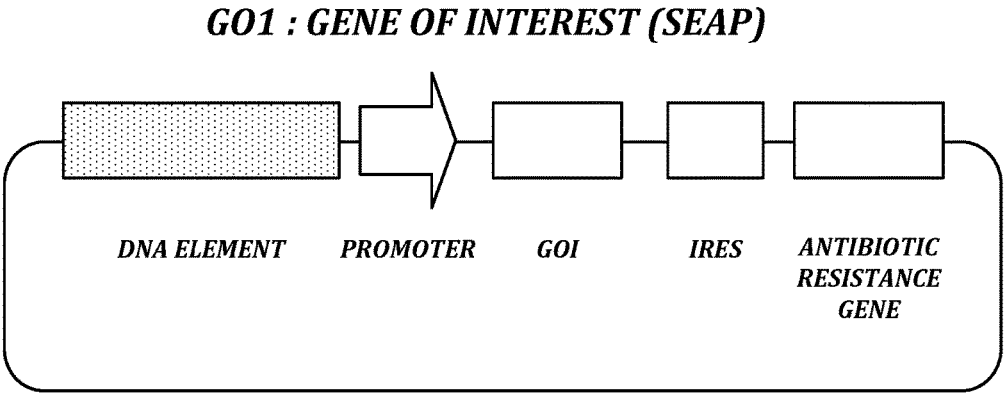 GO1 : GENE OF INTEREST (SEAP)
DNA ELEMENT
PROMOTER
GOI
IRES
ANTIBIOTIC
RESISTANCE
GENE